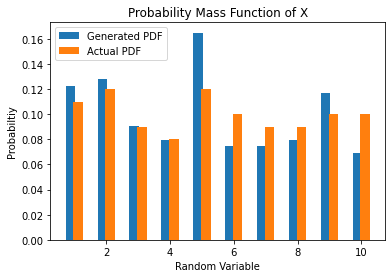 Probability Mass Function of X
Generated PDF
Actual PDF
Probabiltiy
0.16
0.14
0.12
0.10
0.08
0.06
0.04
0.02
0.00
2 4 6 8 10
Random Variable